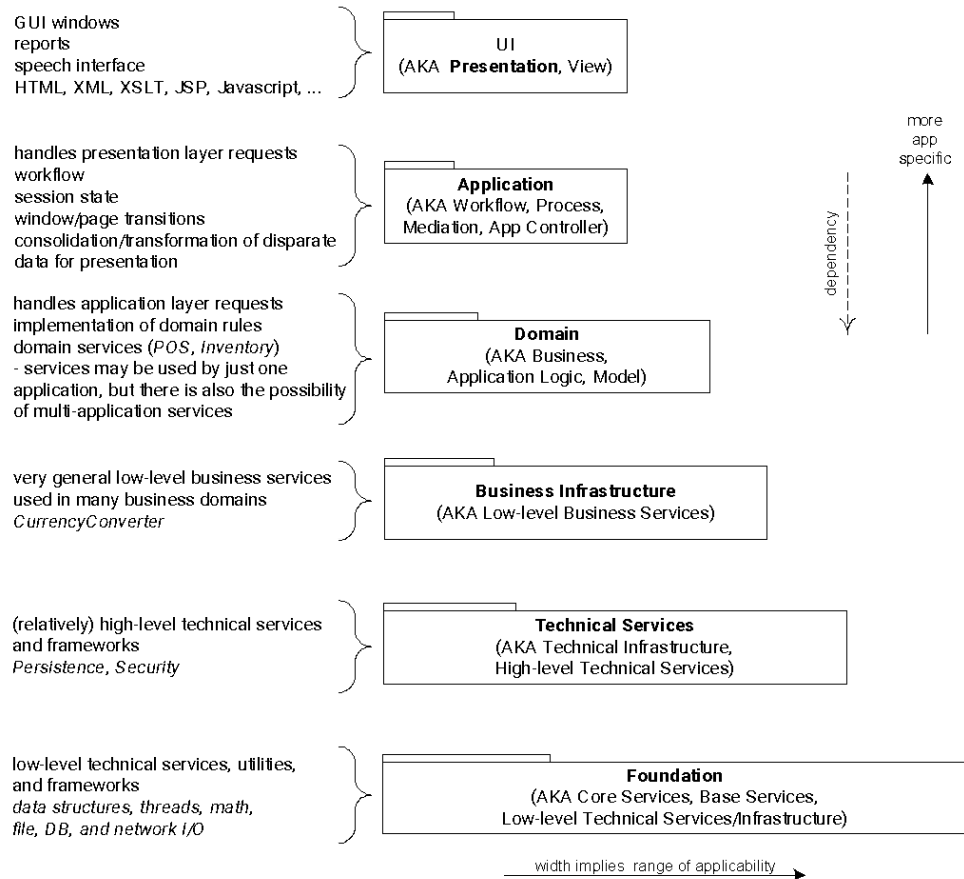 GUI windows
reports
speech interface
HTML, XML, XSLT, JSP, Javascript, ...
UI
(AKA Presentation, View)
more
app
specific
dependency
handles presentation layer requests
workflow
session state
window/page transitions
consolidation/transformation of disparate
data for presentation
Application
(AKA Workflow, Process,
Mediation, App Controller)
handles application layer requests
implementation of domain rules
domain services (POS, Inventory)
- services may be used by just one
application, but there is also the possibility
of multi-application services
Domain
(AKA Business,
Application Logic, Model)
very general low-level business services
used in many business domains
CurrencyConverter
Business Infrastructure
(AKA Low-level Business Services)
(relatively) high-level technical services
and frameworks
Persistence, Security
Technical Services
(AKA Technical Infrastructure,
High-level Technical Services)
low-level technical services, utilities,
and frameworks
data structures, threads, math,
file, DB, and network I/O
Foundation
(AKA Core Services, Base Services,
Low-level Technical Services/Infrastructure)
width implies range of applicability